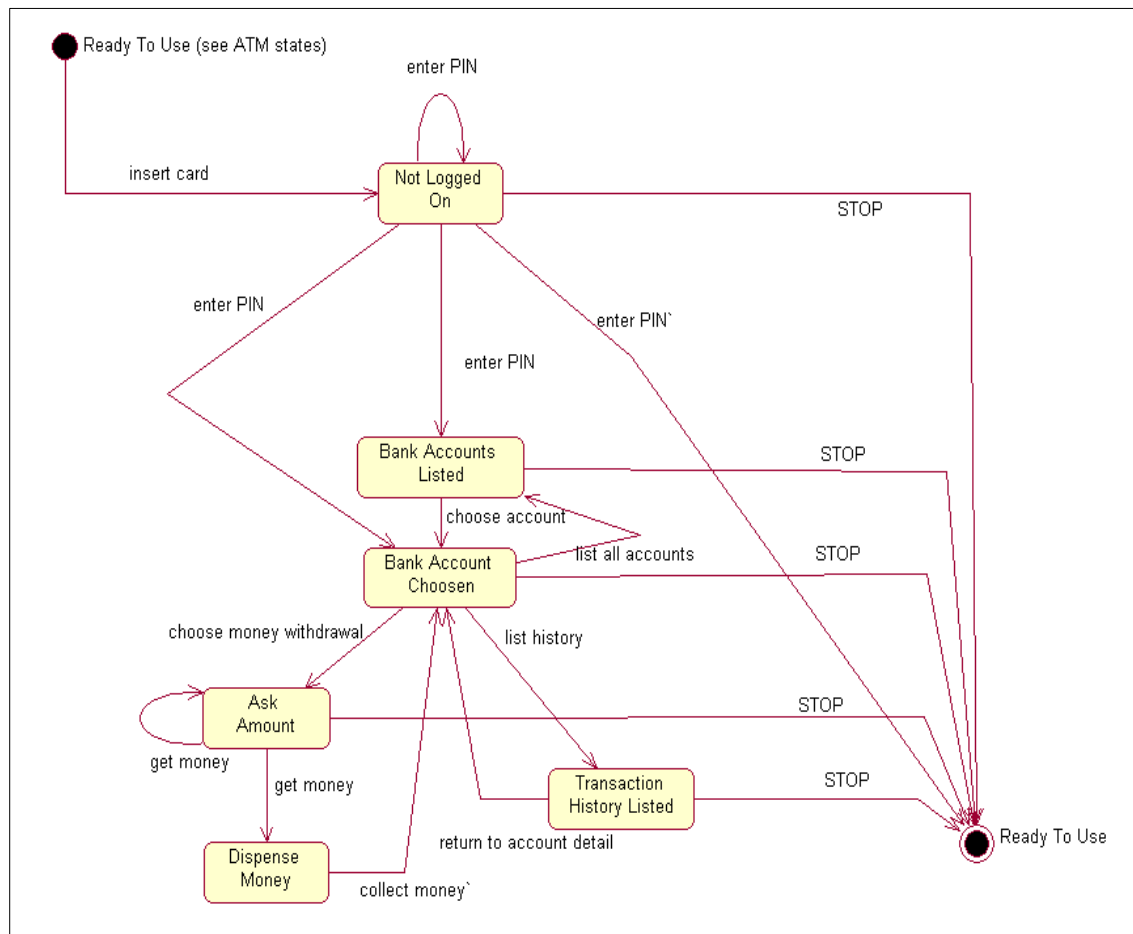 Ready To Use (see ATM states)
enter PIN
insert card
Not Logged
On
STOP
enter PIN
enter PIN`
enter PIN
Bank Accounts
Listed
STOP
choose account
list all accounts
STOP
Bank Account
Choosen
choose money withdrawal
list history
Ask
Amount
STOP
get money
get money
Transaction
History Listed
STOP
return to account detail
Ready To Use
Dispense
Money
collect money`